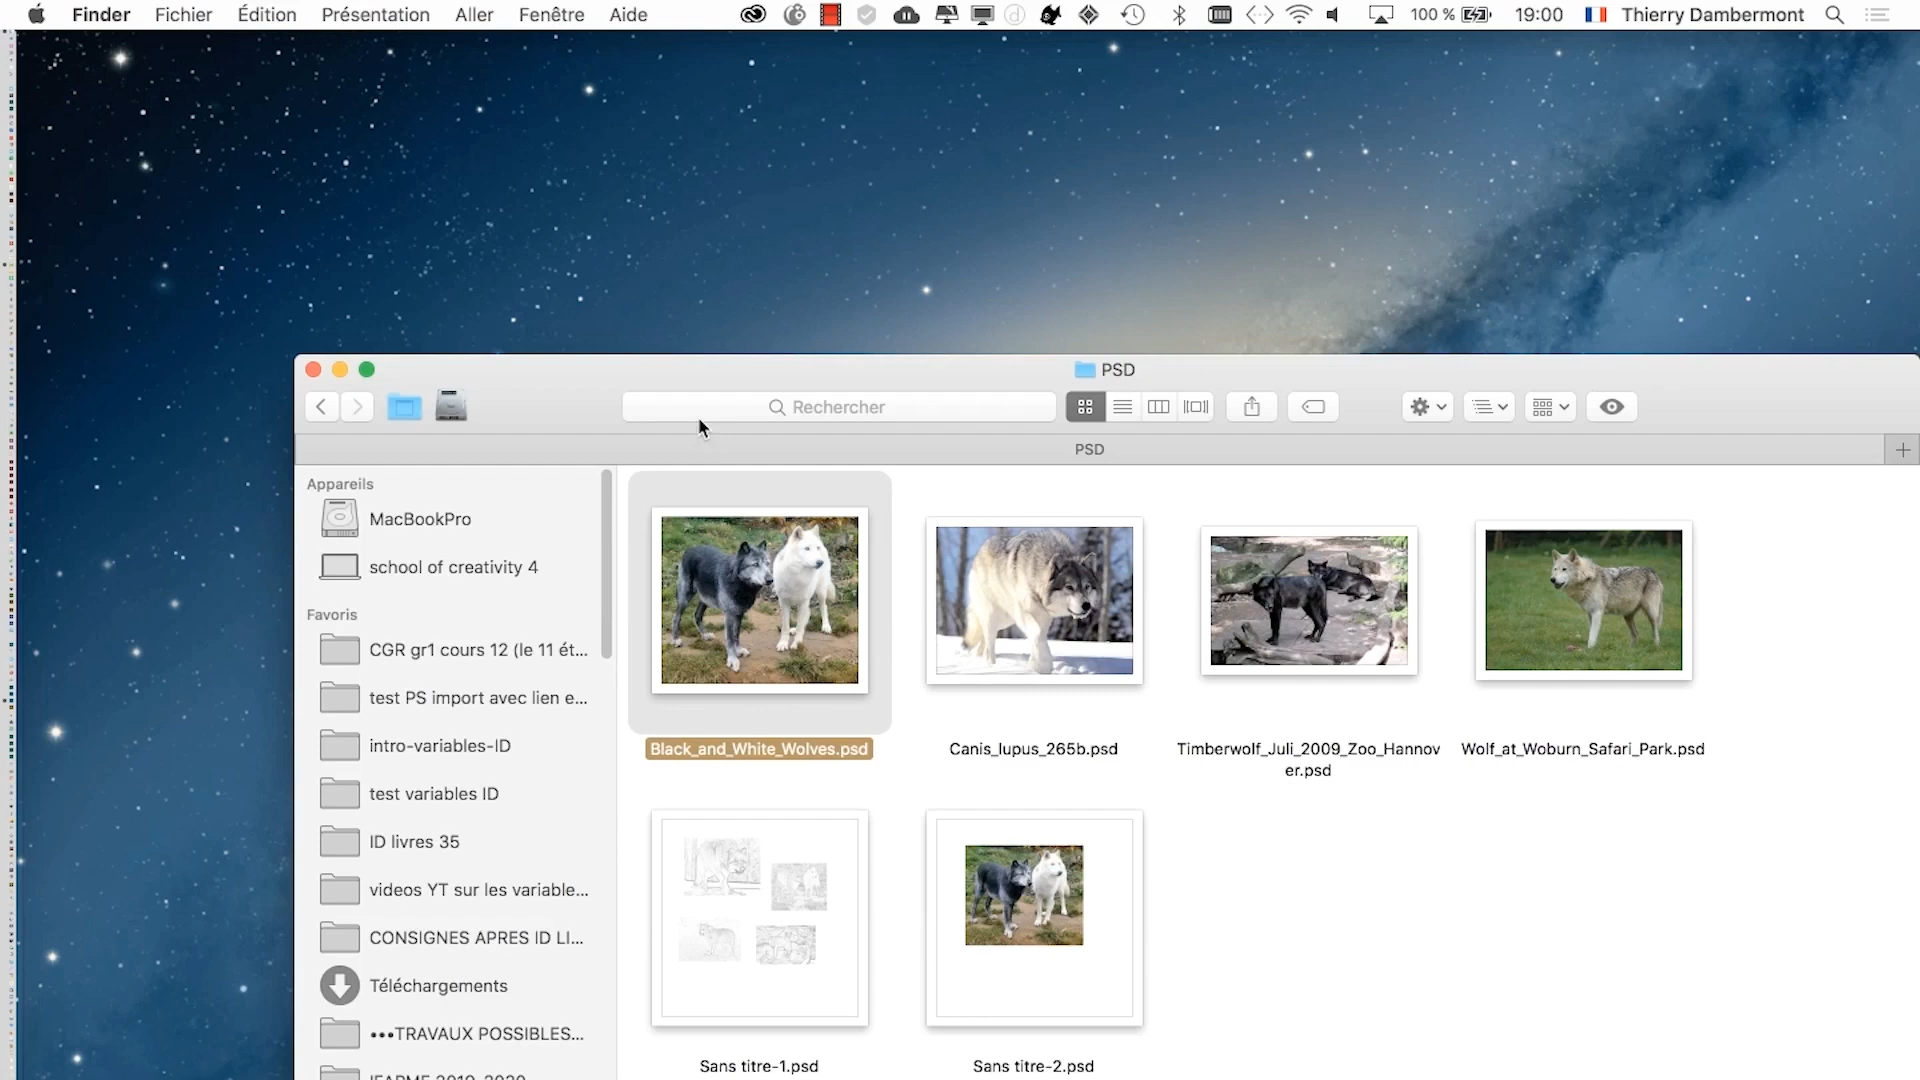 Finder Fichier Édition Présentation Aller Fenêtre Aide 100 % 19:00 Thierry Dambermont
PSD
Rechercher
PSD
Appareils
MacBookPro
school of creativity 4
Favoris
CGR gr1 cours 12 (le 11 ét...
test PS import avec lien e...
intro-variables-ID
test variables ID
ID livres 35
videos YT sur les variable...
CONSIGNES APRES ID LI...
Téléchargements
•••TRAVAUX POSSIBLES...
Black_and_White_Wolves.psd
Canis_lupus_265b.psd
Timberwolf_Juli_2009_Zoo_Hannov
er.psd
Wolf_at_Woburn_Safari_Park.psd
Sans titre-1.psd
Sans titre-2.psd